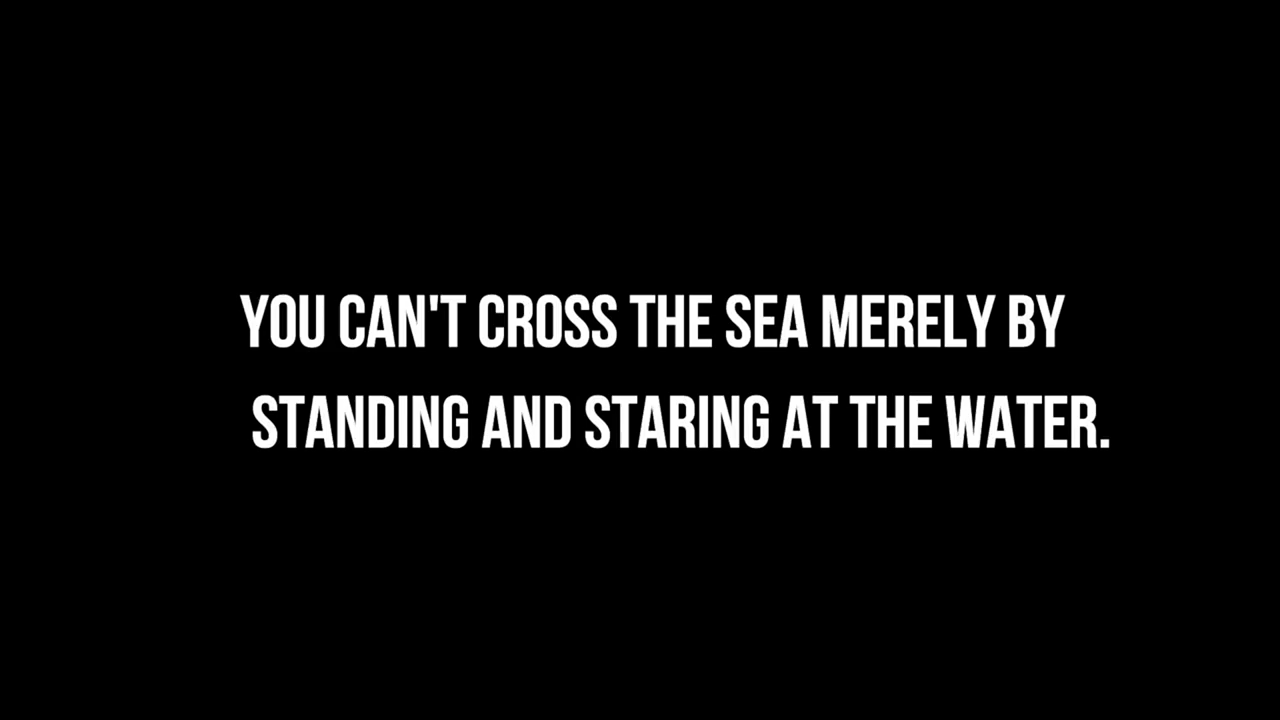 YOU CAN'T CROSS THE SEA MERELY BY
STANDING AND STARING AT THE WATER.